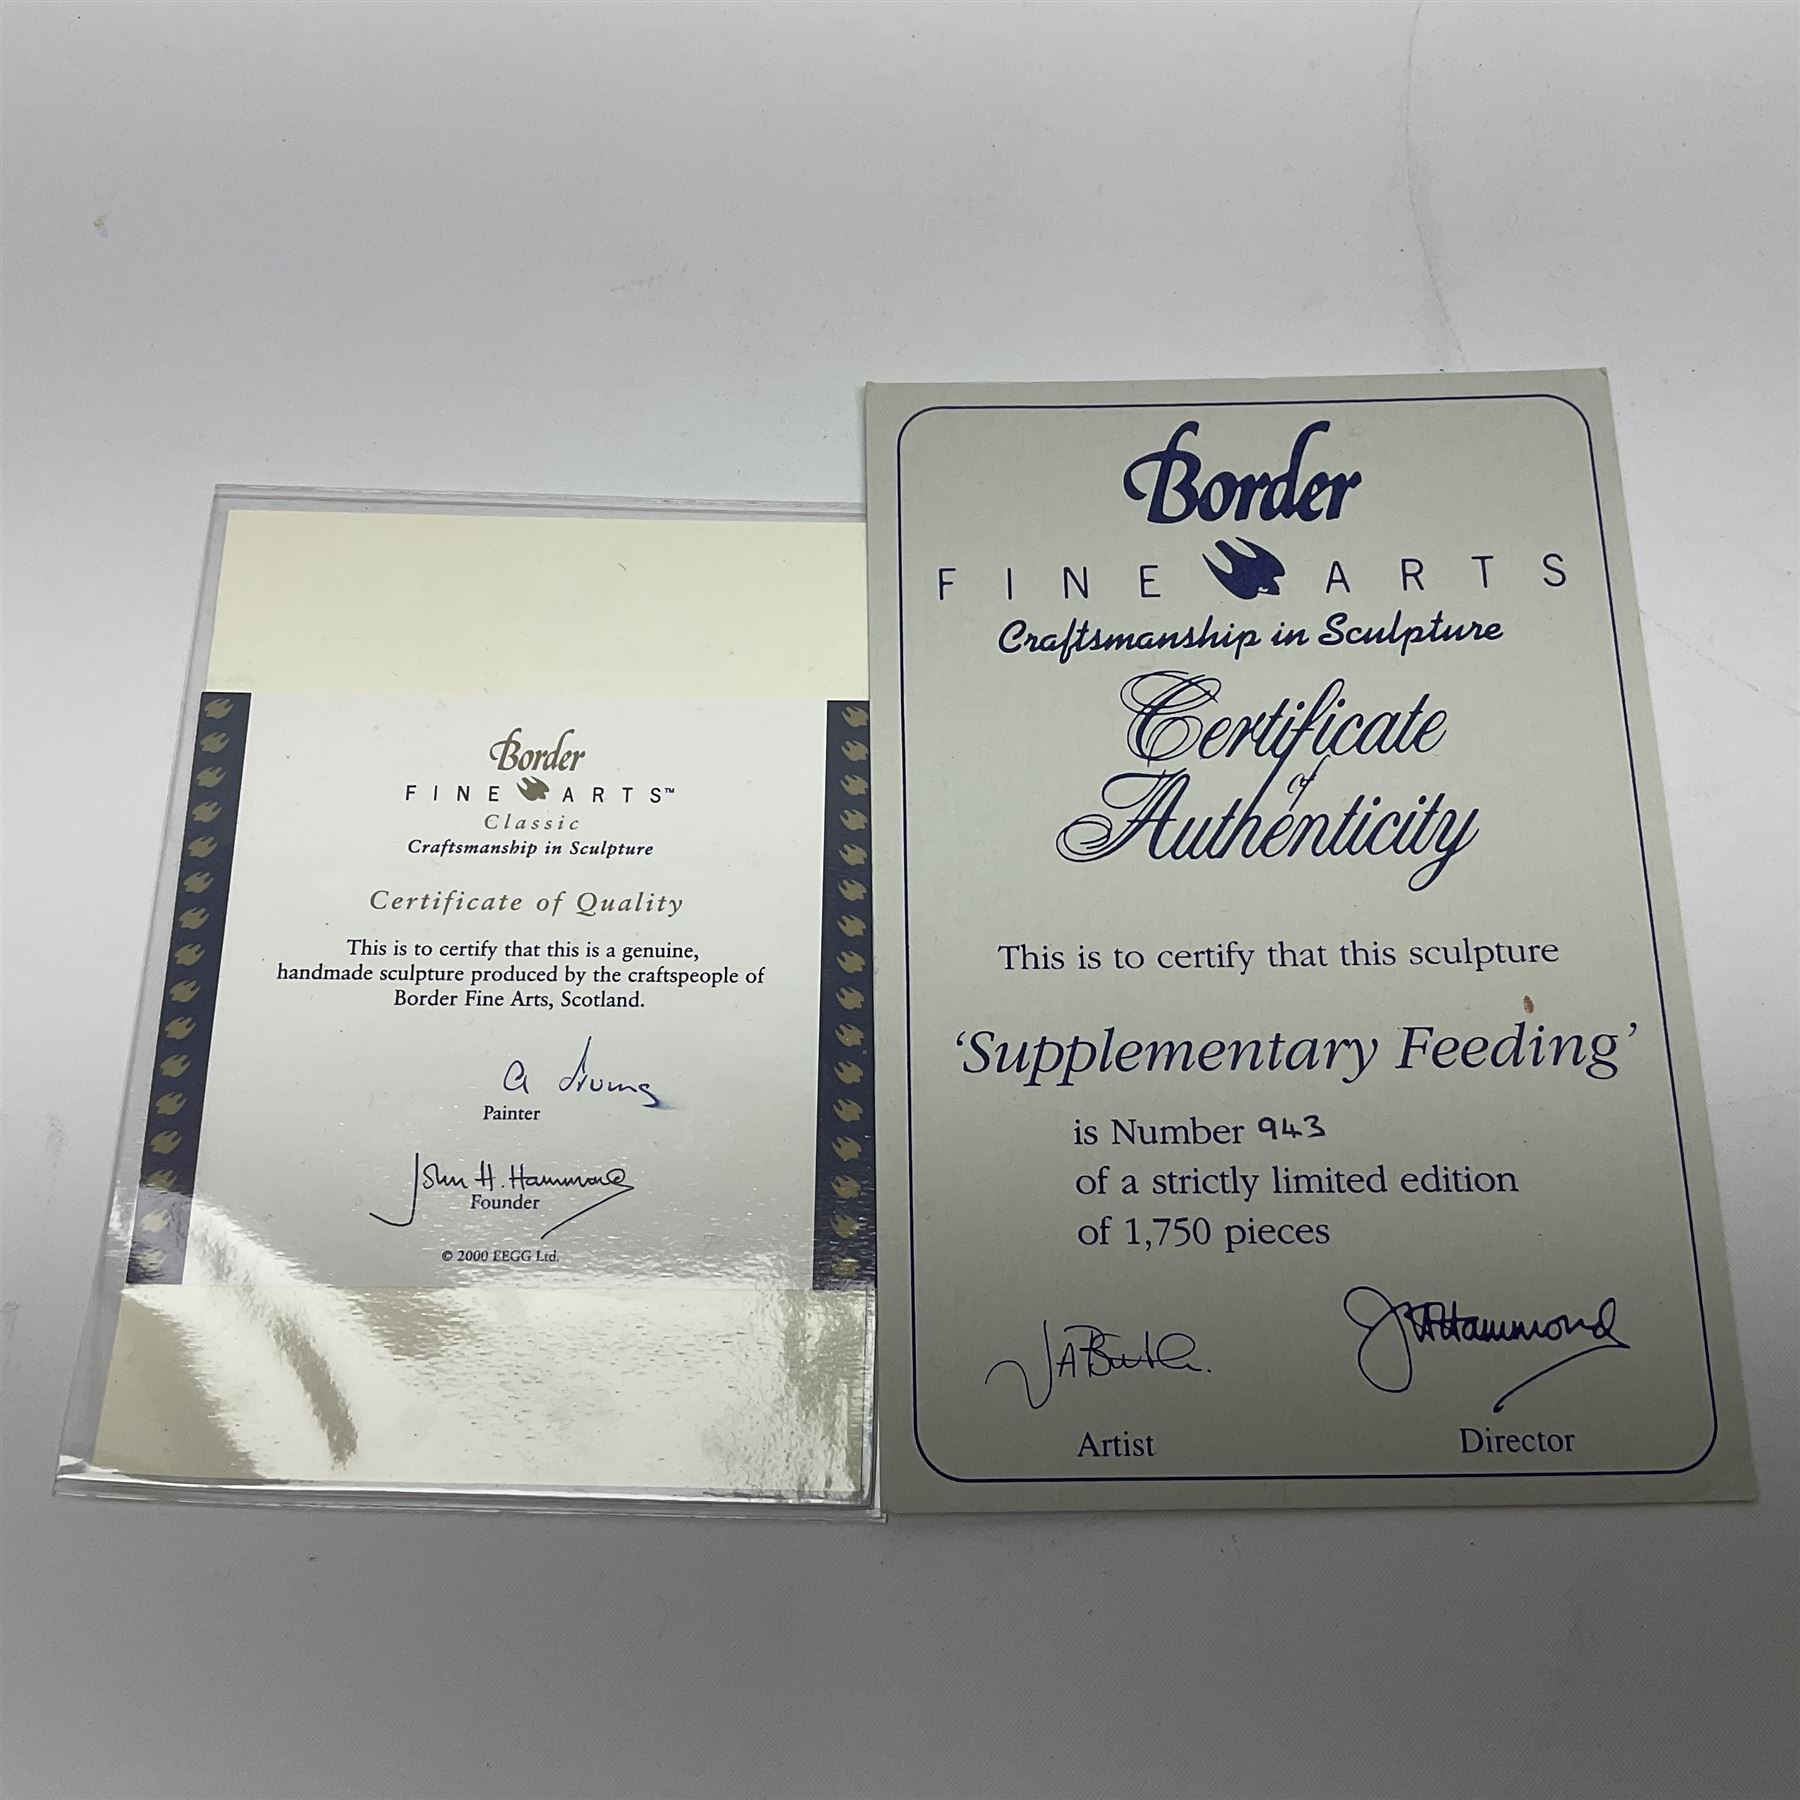 Border
FINE ARTS™
Classic
Craftsmanship in Sculpture
Certificate of Quality
This is to certify that this is a genuine,
handmade sculpture produced by the craftspeople of
Border Fine Arts, Scotland.
Painter
John H. Hammond
Founder
© 2000 EEGG Ltd.
Border
FINE ARTS
Craftsmanship in Sculpture
Certificate
of
Authenticity
This is to certify that this sculpture
‘Supplementary Feeding’
is Number 943
of a strictly limited edition
of 1,750 pieces
Hammond
Artist
Director